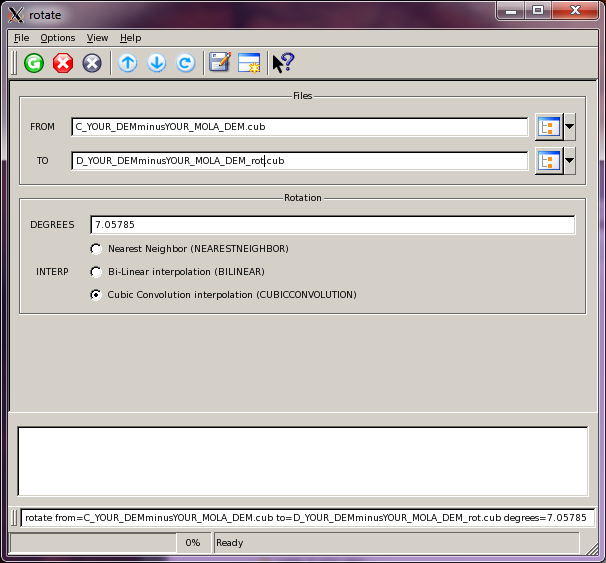 rotate
File Options View Help
Files
FROM C_YOUR_DEMminusYOUR_MOLA_DEM.cub
TO D_YOUR_DEMminusYOUR_MOLA_DEM_rot.cub
Rotation
DEGREES 7.05785
Nearest Neighbor (NEARESTNEIGHBOR)
INTERP Bi-Linear interpolation (BILINEAR)
Cubic Convolution interpolation (CUBICCONVOLUTION)
rotate from=C_YOUR_DEMminusYOUR_MOLA_DEM.cub to=D_YOUR_DEMminusYOUR_MOLA_DEM_rot.cub degrees=7.05785
0% Ready